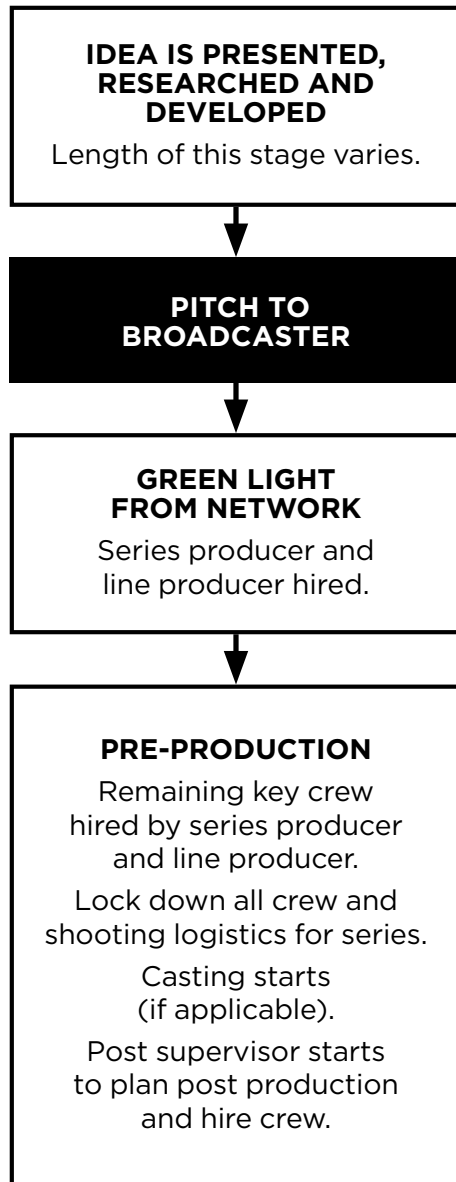 IDEA IS PRESENTED,
RESEARCHED AND
DEVELOPED
Length of this stage varies.
PITCH TO
BROADCASTER
GREEN LIGHT
FROM NETWORK
Series producer and
line producer hired.
PRE-PRODUCTION
Remaining key crew
hired by series producer
and line producer.
Lock down all crew and
shooting logistics for series.
Casting starts
(if applicable).
Post supervisor starts
to plan post production
and hire crew.